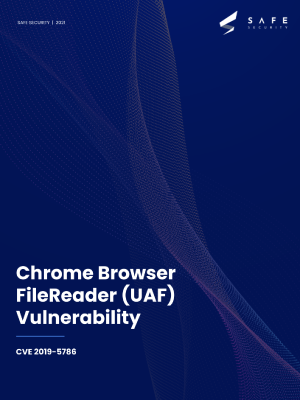 SAFE SECURITY | 2021
SAFE
SECURITY
Chrome Browser
FileReader (UAF)
Vulnerability
CVE 2019-5786